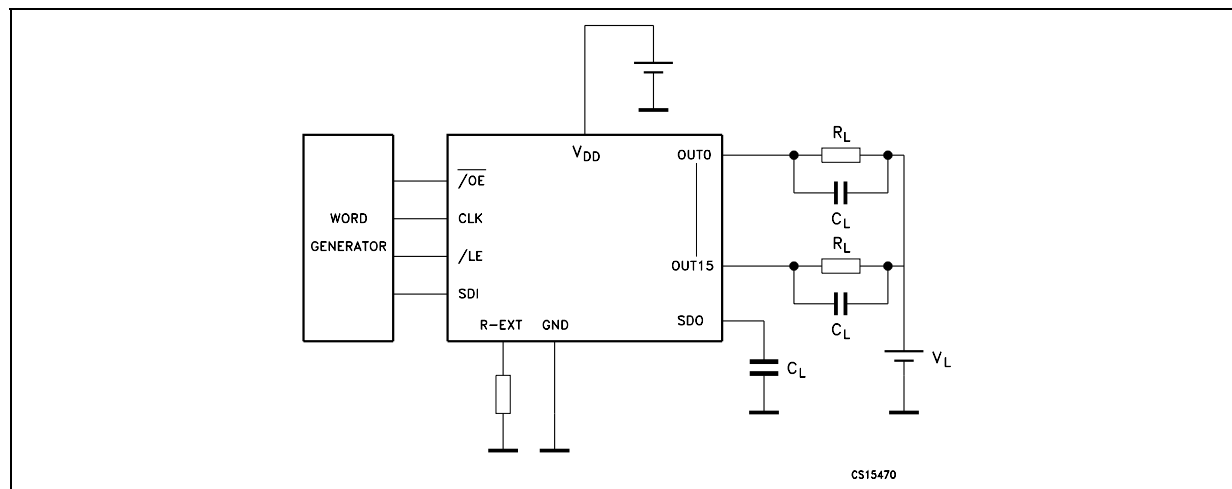 V_DD
OUT0
/OE
CLK
/LE
SDI
WORD
GENERATOR
R-EXT
GND
OUT15
SDO
R_L
C_L
R_L
C_L
C_L
V_L
CS15470